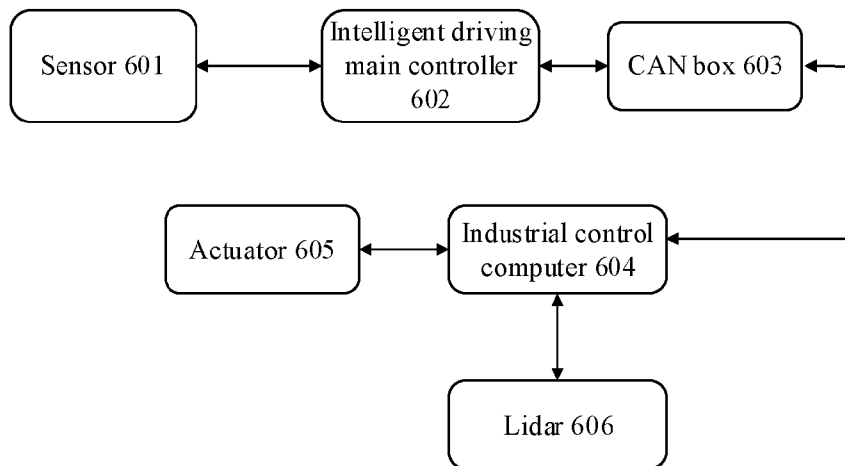 Sensor 601
Intelligent driving
main controller
602
CAN box 603
Actuator 605
Industrial control
computer 604
Lidar 606